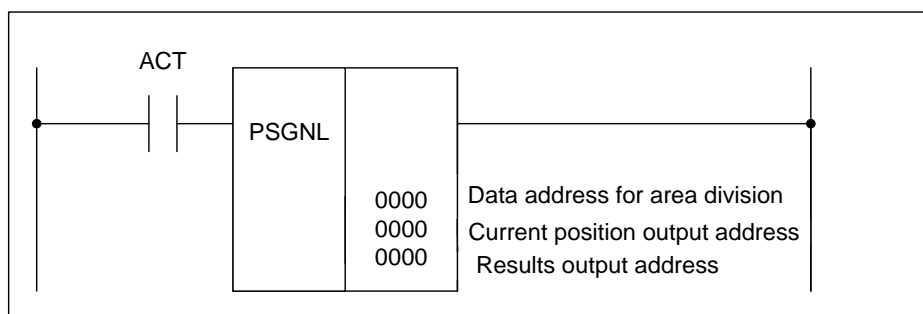 ACT
PSGNL
0000 Data address for area division
0000 Current position output address
0000 Results output address